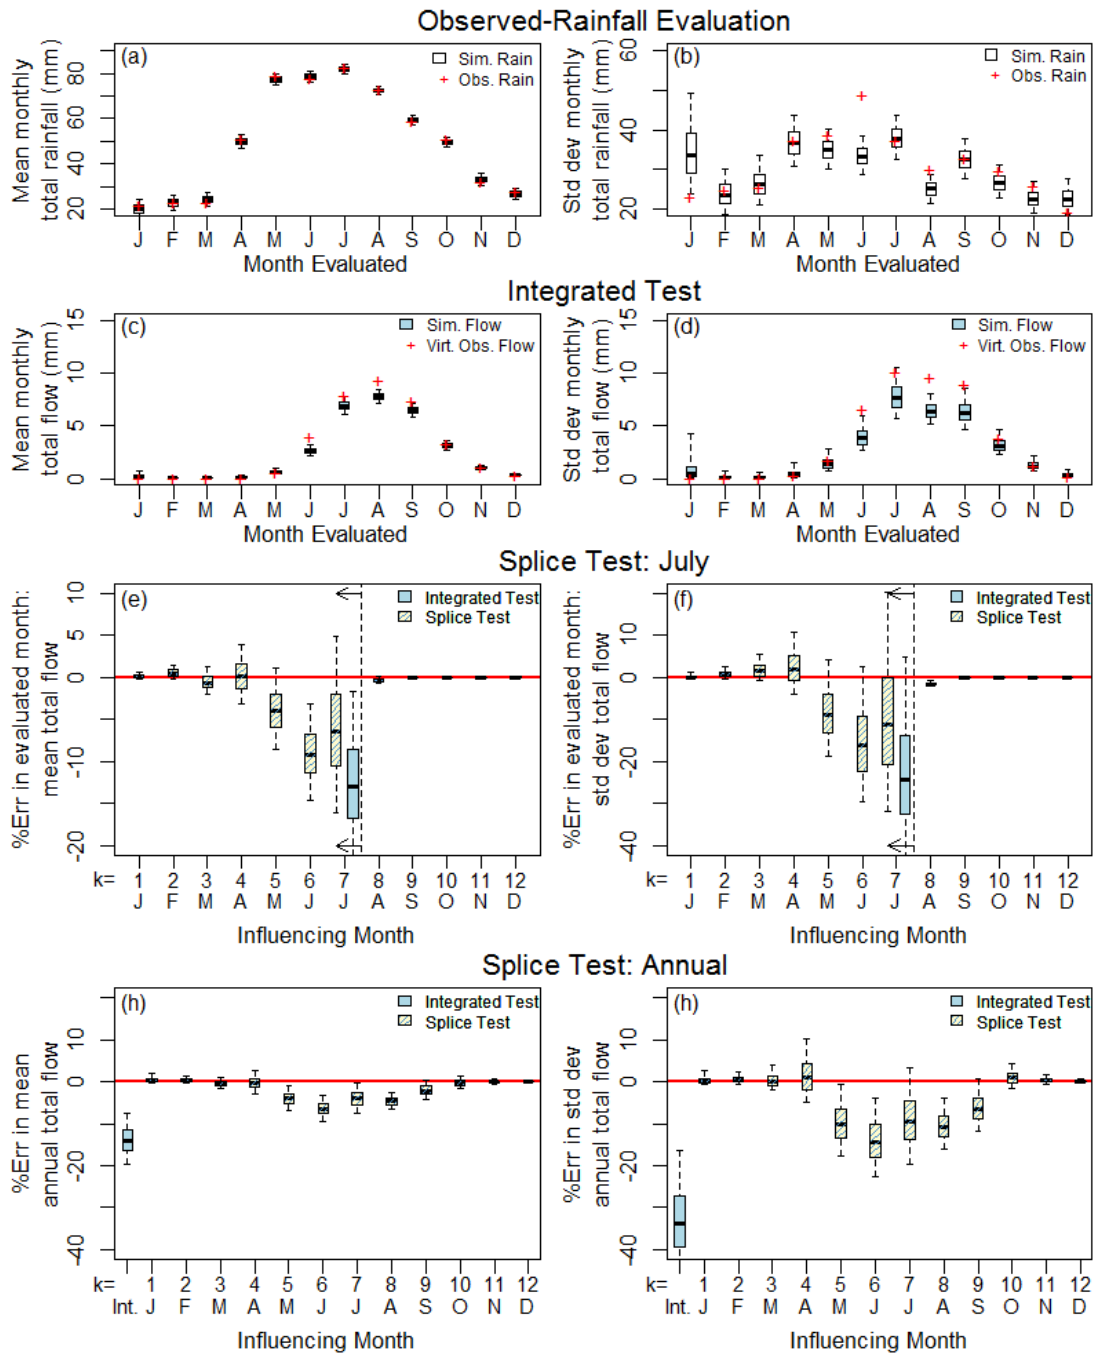 Observed-Rainfall Evaluation
(a)
Sim. Rain
Obs. Rain
Mean monthly
total rainfall (mm)
20 40 60 80
J F M A M J J A S O N D
Month Evaluated
(b)
Sim. Rain
Obs. Rain
Std dev monthly
total rainfall (mm)
20 40 60
J F M A M J J A S O N D
Month Evaluated
Integrated Test
(c)
Sim. Flow
Virt. Obs. Flow
Mean monthly
total flow (mm)
0 5 10 15
J F M A M J J A S O N D
Month Evaluated
(d)
Sim. Flow
Virt. Obs. Flow
Std dev monthly
total flow (mm)
0 5 10 15
J F M A M J J A S O N D
Month Evaluated
Splice Test: July
(e)
Integrated Test
Splice Test
%Err in evaluated month:
mean total flow
-20 -10 0 5 10
k= 1 2 3 4 5 6 7 8 9 10 11 12
J F M A M J J A S O N D
Influencing Month
(f)
Integrated Test
Splice Test
%Err in evaluated month:
std dev total flow
-40 -20 0 10
k= 1 2 3 4 5 6 7 8 9 10 11 12
J F M A M J J A S O N D
Influencing Month
Splice Test: Annual
(h)
Integrated Test
Splice Test
%Err in mean
annual total flow
-40 -20 0 10
k= 1 2 3 4 5 6 7 8 9 10 11 12
Int. J F M A M J J A S O N D
Influencing Month
(h)
Integrated Test
Splice Test
%Err in std dev
annual total flow
-40 -20 0 10
k= 1 2 3 4 5 6 7 8 9 10 11 12
Int. J F M A M J J A S O N D
Influencing Month